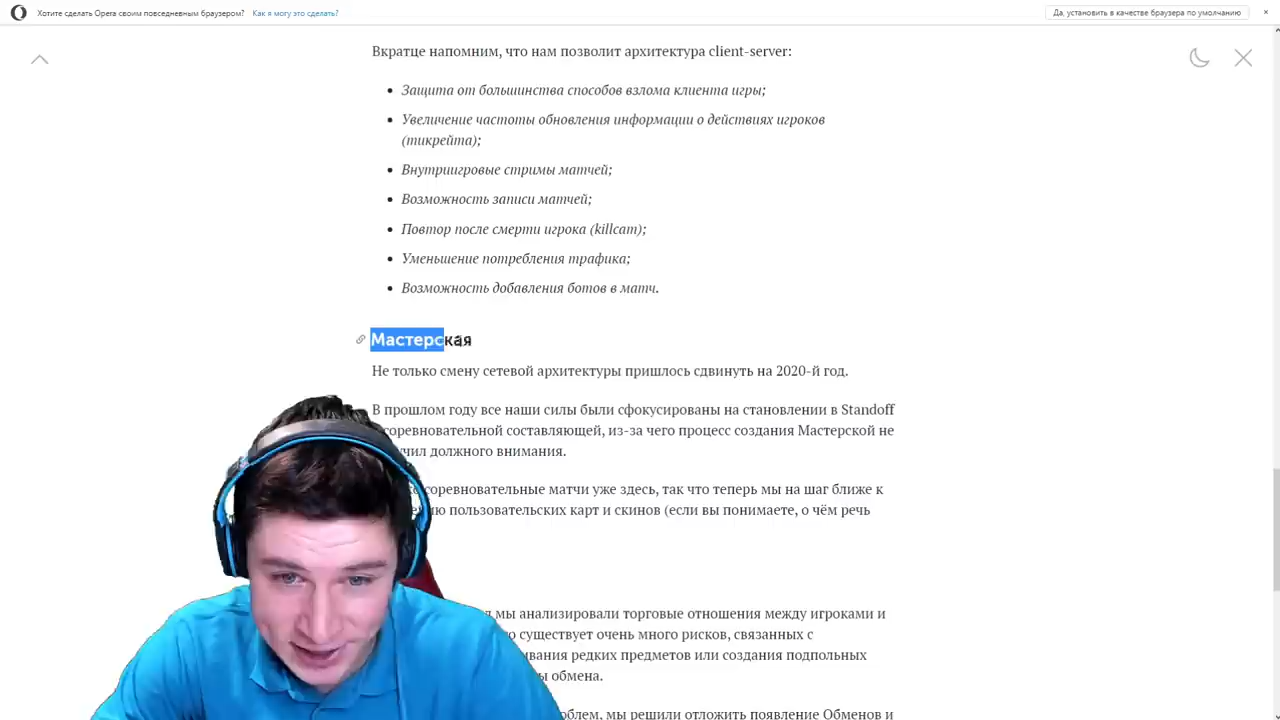 Хотите сделать Opera своим повседневным браузером? Как я могу это сделать? Да, установить в качестве браузера по умолчанию
Вкратце напомним, что нам позволит архитектура client-server:
Защита от большинства способов взлома клиента игры;
Увеличение частоты обновления информации о действиях игроков
(тикрейта);
Внутриигровые стримы матчей;
Возможность записи матчей;
Повтор после смерти игрока (killcam);
Уменьшение потребления трафика;
Возможность добавления ботов в матч.
Мастерская
Не только смену сетевой архитектуры пришлось сдвинуть на 2020-й год.
В прошлом году все наши силы были сфокусированы на становлении в Standoff
соревновательной составляющей, из-за чего процесс создания Мастерской не
должного внимания.
соревновательные матчи уже здесь, так что теперь мы на шаг ближе к
пользовательских карт и скинов (если вы понимаете, о чём речь
мы анализировали торговые отношения между игроками и
существует очень много рисков, связанных с
редких предметов или создания подпольных
обмена.
мы решили отложить появление Обменов и